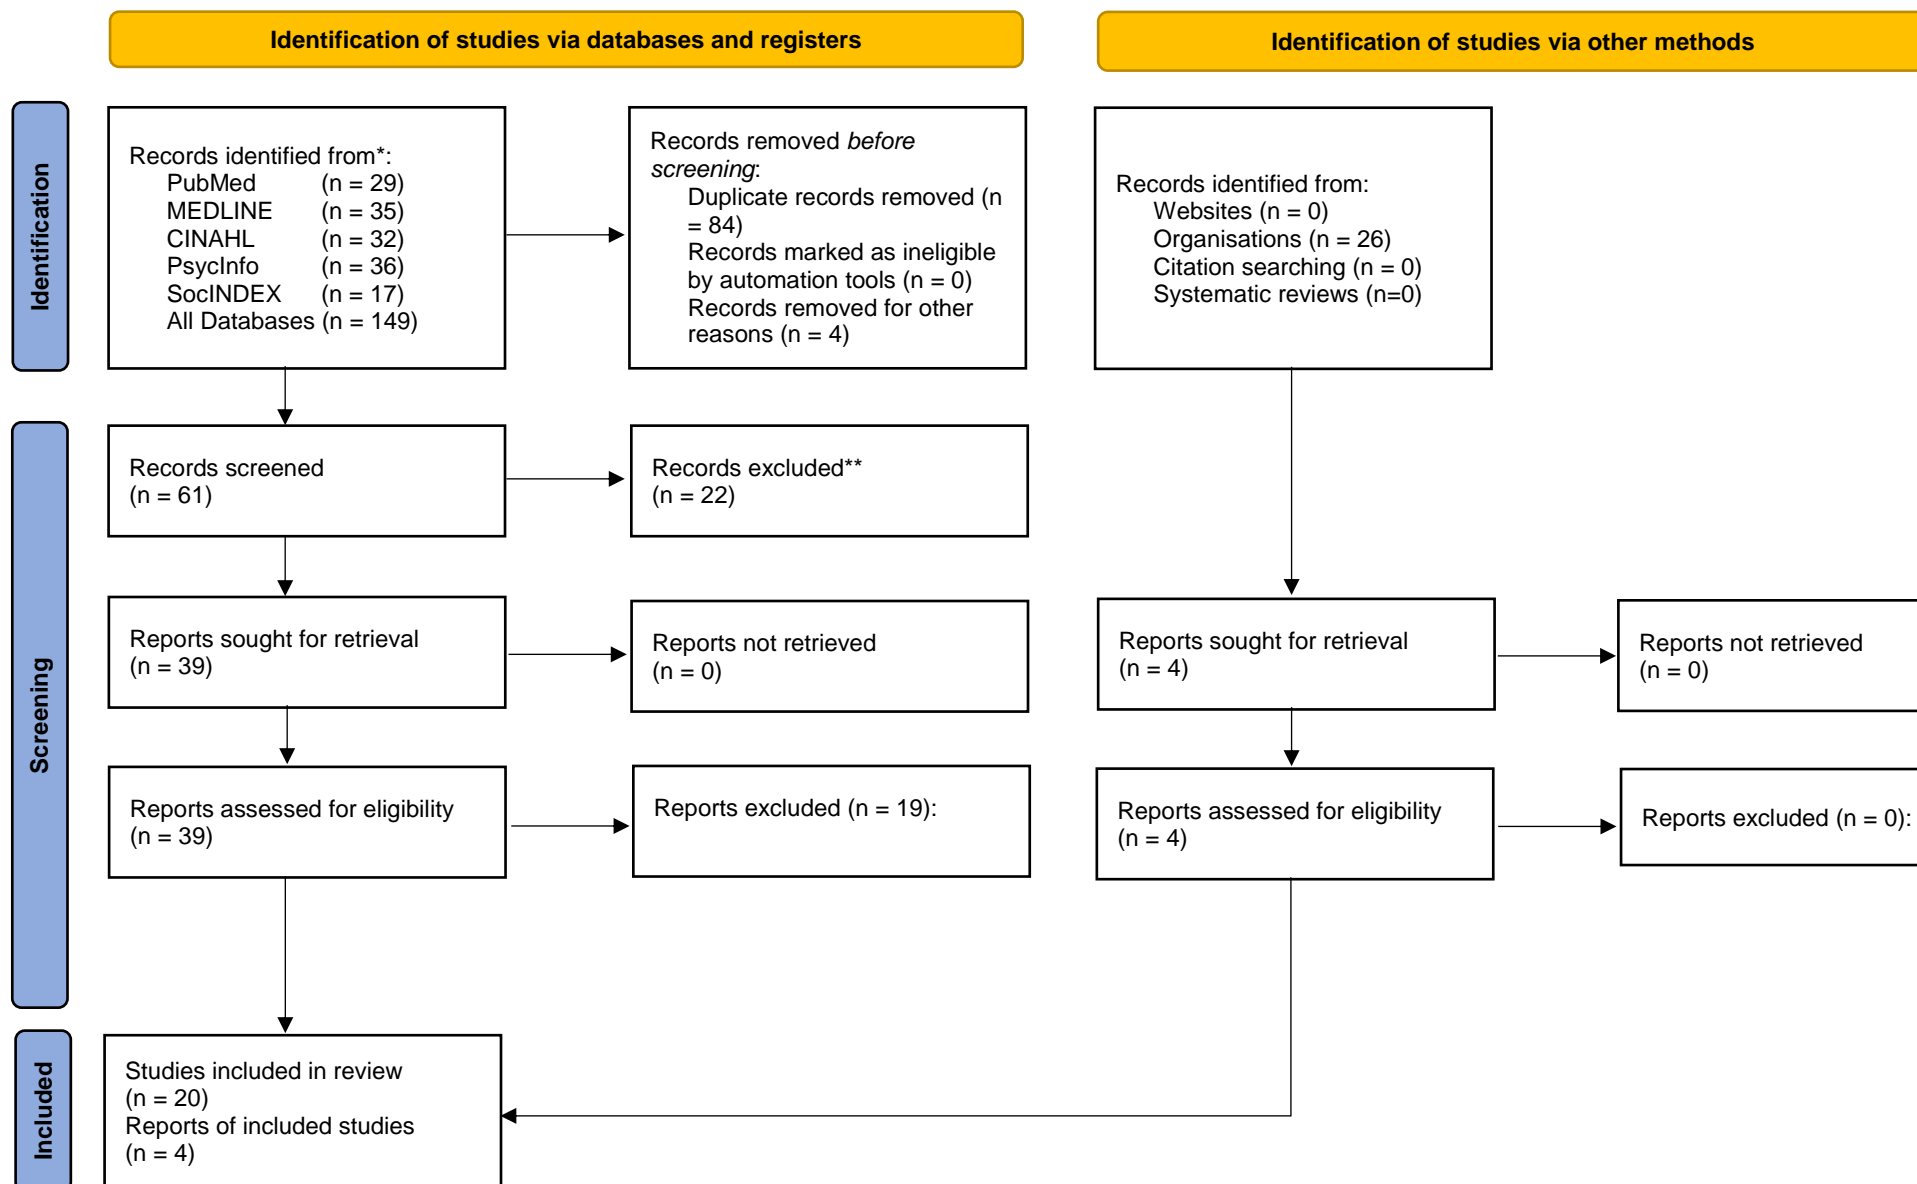 Identification of studies via databases and registers
Identification of studies via other methods
Identification
Records identified from*:
PubMed (n = 29)
MEDLINE (n = 35)
CINAHL (n = 32)
PsycInfo (n = 36)
SocINDEX (n = 17)
All Databases (n = 149)
Records removed before
screening:
Duplicate records removed (n
= 84)
Records marked as ineligible
by automation tools (n = 0)
Records removed for other
reasons (n = 4)
Records identified from:
Websites (n = 0)
Organisations (n = 26)
Citation searching (n = 0)
Systematic reviews (n=0)
Screening
Records screened
(n = 61)
Records excluded**
(n = 22)
Reports sought for retrieval
(n = 39)
Reports not retrieved
(n = 0)
Reports sought for retrieval
(n = 4)
Reports not retrieved
(n = 0)
Reports assessed for eligibility
(n = 39)
Reports excluded (n = 19):
Reports assessed for eligibility
(n = 4)
Reports excluded (n = 0):
Included
Studies included in review
(n = 20)
Reports of included studies
(n = 4)